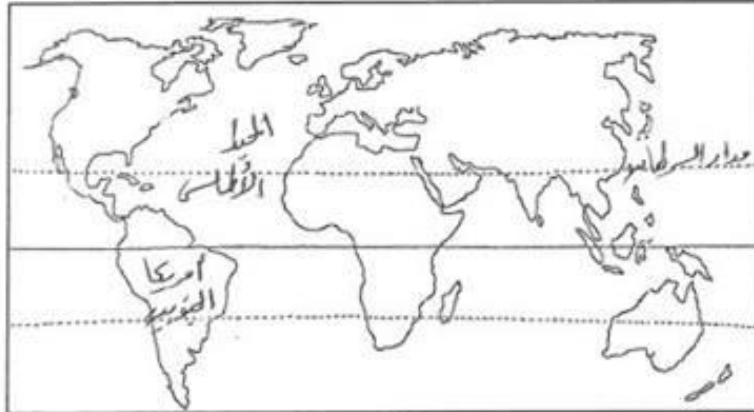 المحيط
الأطلسي
مدار السرطان
أمريكا
الجنوبية